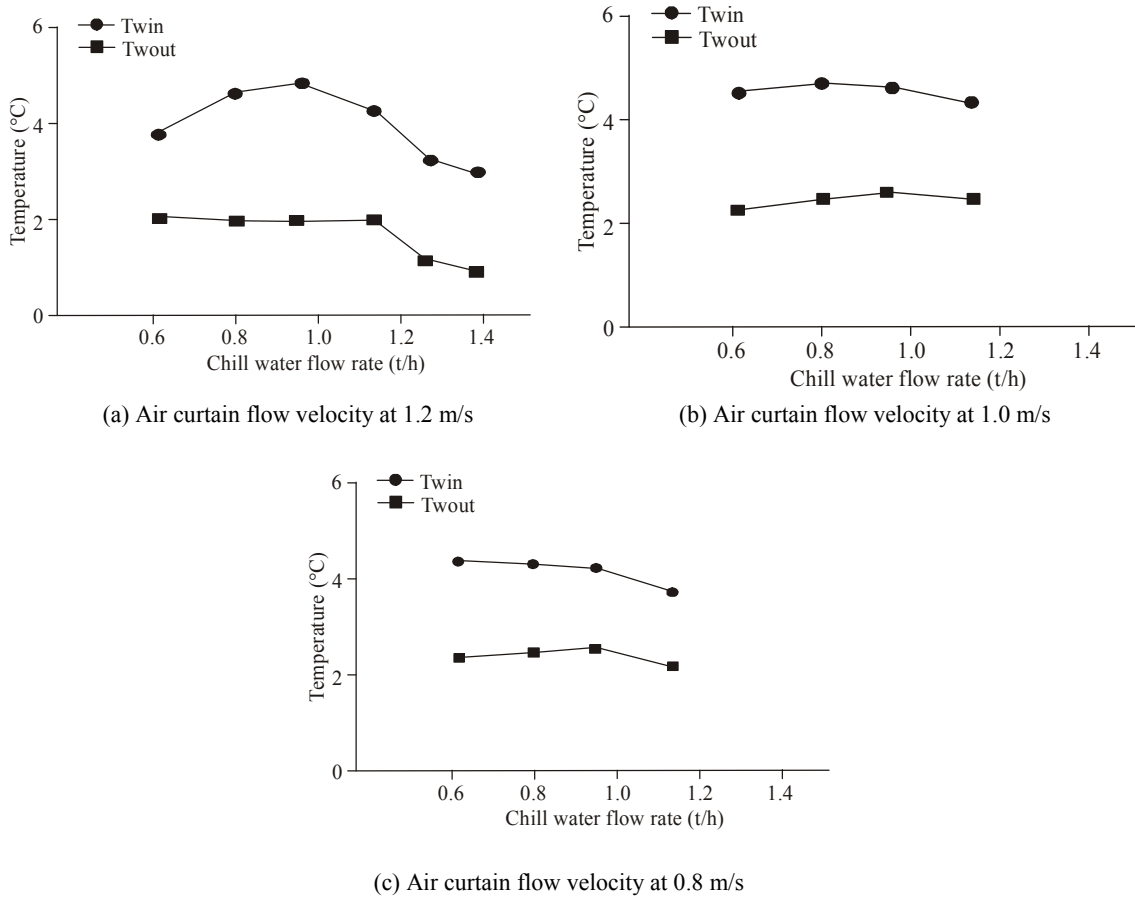 6
Twin
Twout
4
2
0
Temperature (°C)
0.6 0.8 1.0 1.2 1.4
Chill water flow rate (t/h)
(a) Air curtain flow velocity at 1.2 m/s
6
Twin
Twout
4
2
0
Temperature (°C)
0.6 0.8 1.0 1.2 1.4
Chill water flow rate (t/h)
(b) Air curtain flow velocity at 1.0 m/s
6
Twin
Twout
4
2
0
Temperature (°C)
0.6 0.8 1.0 1.2 1.4
Chill water flow rate (t/h)
(c) Air curtain flow velocity at 0.8 m/s